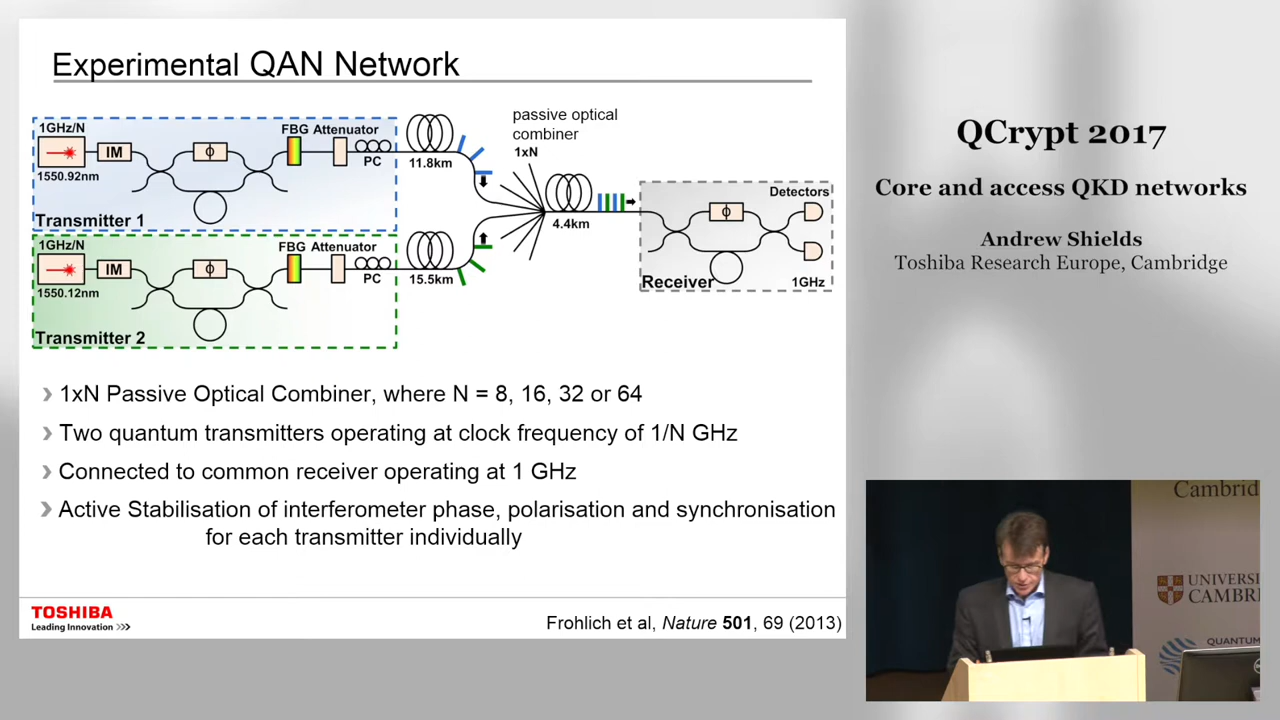 Experimental QAN Network
1GHz/N
IM
ϕ
FBG Attenuator
PC
1550.92nm
Transmitter 1
11.8km
1GHz/N
IM
ϕ
FBG Attenuator
PC
1550.12nm
Transmitter 2
15.5km
passive optical
combiner
1xN
4.4km
Detectors
ϕ
Receiver
1GHz
1xN Passive Optical Combiner, where N = 8, 16, 32 or 64
Two quantum transmitters operating at clock frequency of 1/N GHz
Connected to common receiver operating at 1 GHz
Active Stabilisation of interferometer phase, polarisation and synchronisation
for each transmitter individually
TOSHIBA
Leading Innovation >>>
Frohlich et al, Nature 501, 69 (2013)
QCrypt 2017
Core and access QKD networks
Andrew Shields
Toshiba Research Europe, Cambridge
Cambrid
UNIVERSI
CAMBRI
QUANTUM